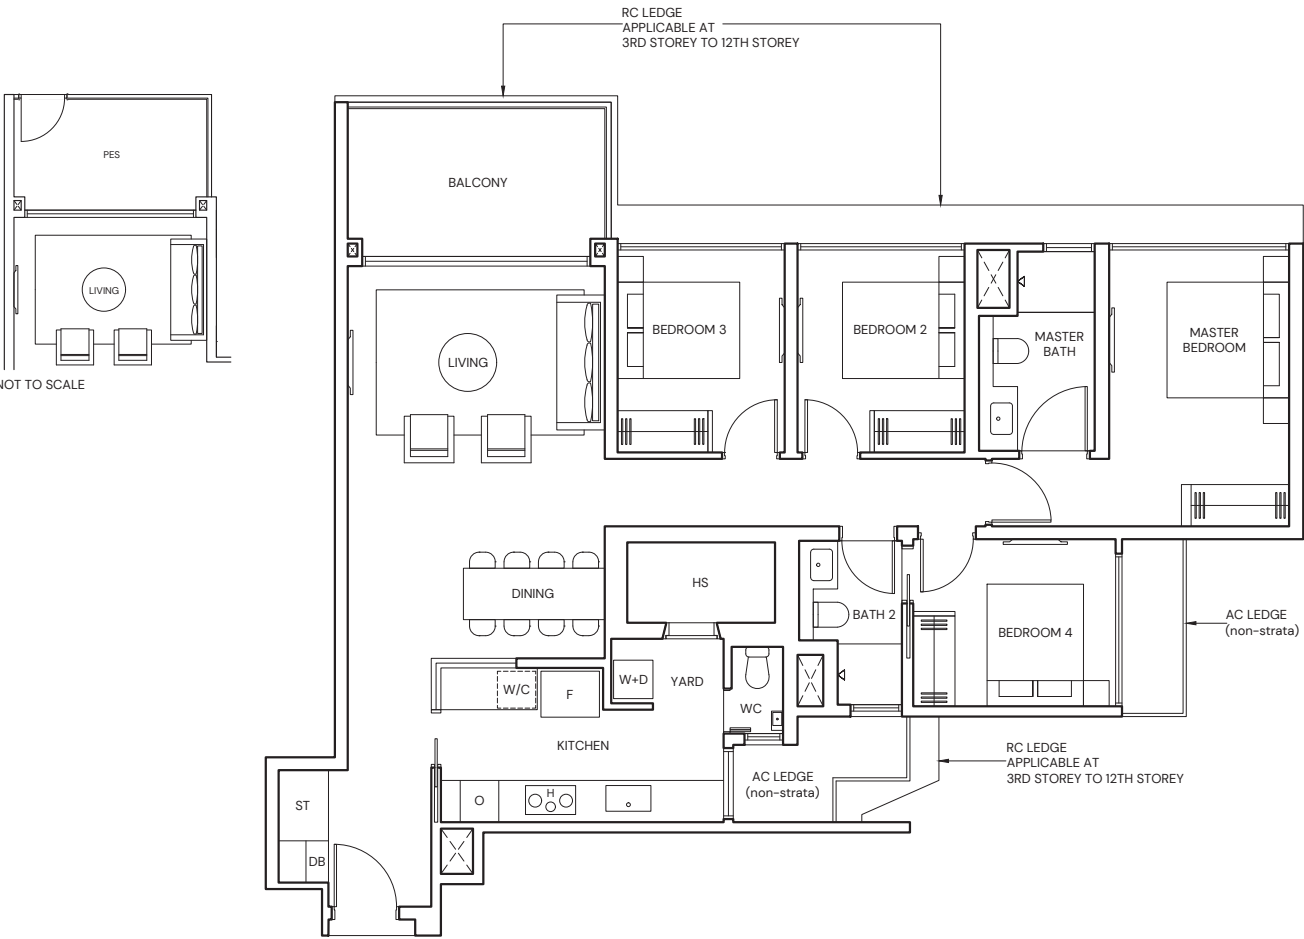 RC LEDGE
APPLICABLE AT
3RD STOREY TO 12TH STOREY
PES
LIVING
NOT TO SCALE
BALCONY
LIVING
BEDROOM 3
BEDROOM 2
MASTER
BATH
MASTER
BEDROOM
DINING
HS
BATH 2
BEDROOM 4
AC LEDGE
(non-strata)
W/C
F
W+D
YARD
WC
KITCHEN
AC LEDGE
(non-strata)
RC LEDGE
APPLICABLE AT
3RD STOREY TO 12TH STOREY
ST
O
H
DB